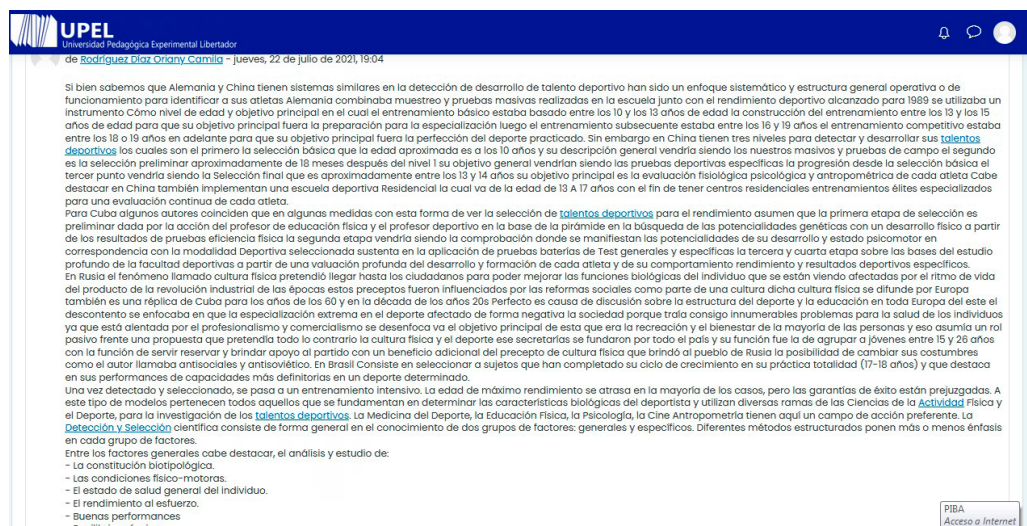 UPEL
Universidad Pedagógica Experimental Libertador
de Rodríguez Díaz Oriany Camila - jueves, 22 de julio de 2021, 19:04
Si bien sabemos que Alemania y China tienen sistemas similares en la detección de desarrollo de talento deportivo han sido un enfoque sistemático y estructura general operativa o de
funcionamiento para identificar a sus atletas Alemania combinaba muestreo y pruebas masivas realizadas en la escuela junto con el rendimiento deportivo alcanzado para 1989 se utilizaba un
instrumento Cómo nivel de edad y objetivo principal en el cual el entrenamiento básico estaba basado entre los 10 y los 13 años de edad la construcción del entrenamiento entre los 13 y los 15
años de edad para que su objetivo principal fuera la preparación para la especialización luego el entrenamiento subsecuente estaba entre los 16 y 19 años el entrenamiento competitivo estaba
entre los 18 o 19 años en adelante para que su objetivo principal fuera la perfección del deporte practicado. Sin embargo en China tienen tres niveles para detectar y desarrollar sus talentos
deportivos los cuales son el primero la selección básica que la edad aproximada es a los 10 años y su descripción general vendría siendo los nuestros masivos y pruebas de campo el segundo
es la selección preliminar aproximadamente de 18 meses después del nivel 1 su objetivo general vendrían siendo las pruebas deportivas específicas la progresión desde la selección básica el
tercer punto vendría siendo la Selección final que es aproximadamente entre los 13 y 14 años su objetivo principal es la evaluación fisiológica psicológica y antropométrica de cada atleta Cabe
destacar en China también implementan una escuela deportiva Residencial la cual va de la edad de 13 A 17 años con el fin de tener centros residenciales entrenamientos élites especializados
para una evaluación continua de cada atleta.
Para Cuba algunos autores coinciden que en algunas medidas con esta forma de ver la selección de talentos deportivos para el rendimiento asumen que la primera etapa de selección es
preliminar dada por la acción del profesor de educación física y el profesor deportivo en la base de la pirámide en la búsqueda de las potencialidades genéticas con un desarrollo físico a partir
de los resultados de pruebas eficiencia física la segunda etapa vendría siendo la comprobación donde se manifiestan las potencialidades de su desarrollo y estado psicomotor en
correspondencia con la modalidad Deportiva seleccionada sustenta en la aplicación de pruebas baterías de Test generales y específicas la tercera y cuarta etapa sobre las bases del estudio
profundo de la facultad deportivas a partir de una valuación profunda del desarrollo y formación de cada atleta y de su comportamiento rendimiento y resultados deportivos específicos.
En Rusia el fenómeno llamado cultura física pretendió llegar hasta los ciudadanos para poder mejorar las funciones biológicas del individuo que se están viendo afectadas por el ritmo de vida
del producto de la revolución industrial de las épocas estos preceptos fueron influenciados por las reformas sociales como parte de una cultura dicha cultura física se difunde por Europa
también es una réplica de Cuba para los años de los 60 y en la década de los años 20s Perfecto es causa de discusión sobre la estructura del deporte y la educación en toda Europa del este el
descontento se enfocaba en que la especialización extrema en el deporte afectado de forma negativa la sociedad porque traía consigo innumerables problemas para la salud de los individuos
ya que está alentada por el profesionalismo y comercialismo se desenfoca va el objetivo principal de esta que era la recreación y el bienestar de la mayoría de las personas y eso asumía un rol
pasivo frente una propuesta que pretendía todo lo contrario la cultura física y el deporte ese secretarías se fundaron por todo el país y su función fue la de agrupar a jóvenes entre 15 y 26 años
con la función de servir reservar y brindar apoyo al partido con un beneficio adicional del precepto de cultura física que brindó al pueblo de Rusia la posibilidad de cambiar sus costumbres
como el autor llamaba antisociales y antisoviético. En Brasil Consiste en seleccionar a sujetos que han completado su ciclo de crecimiento en su práctica totalidad (17-18 años) y que destaca
en sus performances de capacidades más definitorias en un deporte determinado.
Una vez detectado y seleccionado, se pasa a un entrenamiento intensivo. La edad de máximo rendimiento se atrasa en la mayoría de los casos, pero las garantías de éxito están prejuzgadas. A
este tipo de modelos pertenecen todos aquellos que se fundamentan en determinar las características biológicas del deportista y utilizan diversas ramas de las Ciencias de la Actividad Física y
el Deporte, para la investigación de los talentos deportivos. La Medicina del Deporte, la Educación Física, la Psicología, la Cine Antropometría tienen aquí un campo de acción preferente. La
Detección y Selección científica consiste de forma general en el conocimiento de dos grupos de factores: generales y específicos. Diferentes métodos estructurados ponen más o menos énfasis
en cada grupo de factores.
Entre los factores generales cabe destacar, el análisis y estudio de:
- La constitución biotipológica.
- Las condiciones físico-motoras.
- El estado de salud general del individuo.
- El rendimiento al esfuerzo.
- Buenas performances
PIBA
Acceso a Internet